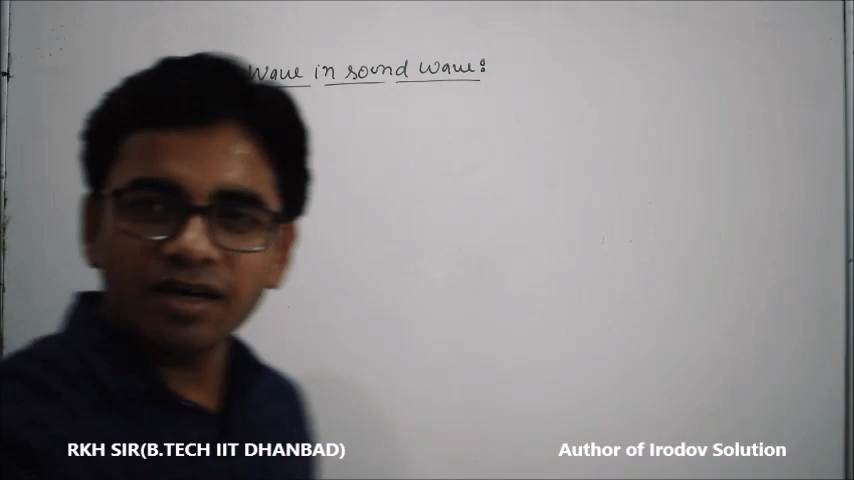 Wave in sound wave:
RKH SIR(B.TECH IIT DHANBAD)
Author of Irodov Solution